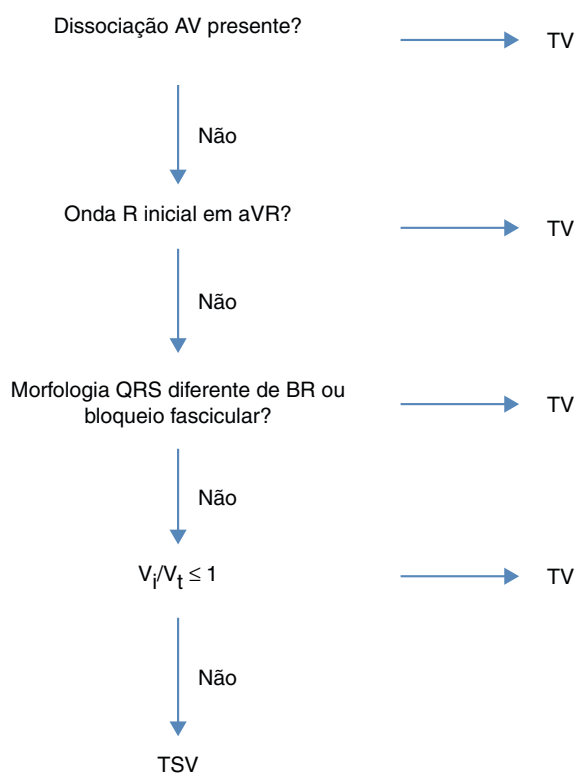 Dissociação AV presente?
TV
Não
Onda R inicial em aVR?
TV
Não
Morfologia QRS diferente de BR ou
bloqueio fascicular?
TV
Não
Vi/Vt ≤ 1
TV
Não
TSV